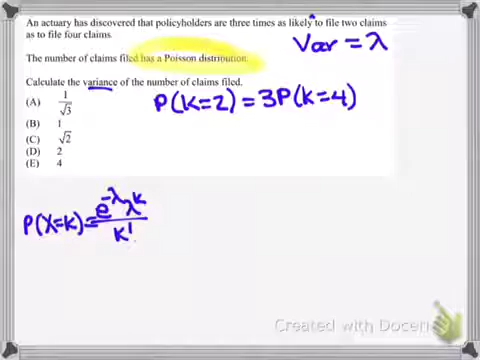 An actuary has discovered that policyholders are three times as likely to file two claims
as to file four claims.
Var = λ
The number of claims filed has a Poisson distribution.
Calculate the variance of the number of claims filed.
P(K=2) = 3P(K=4)
(A) 1/√3
(B) 1
(C) √2
(D) 2
(E) 4
P(X=K) = e^-λ λ^K / K!
Created with Doceri